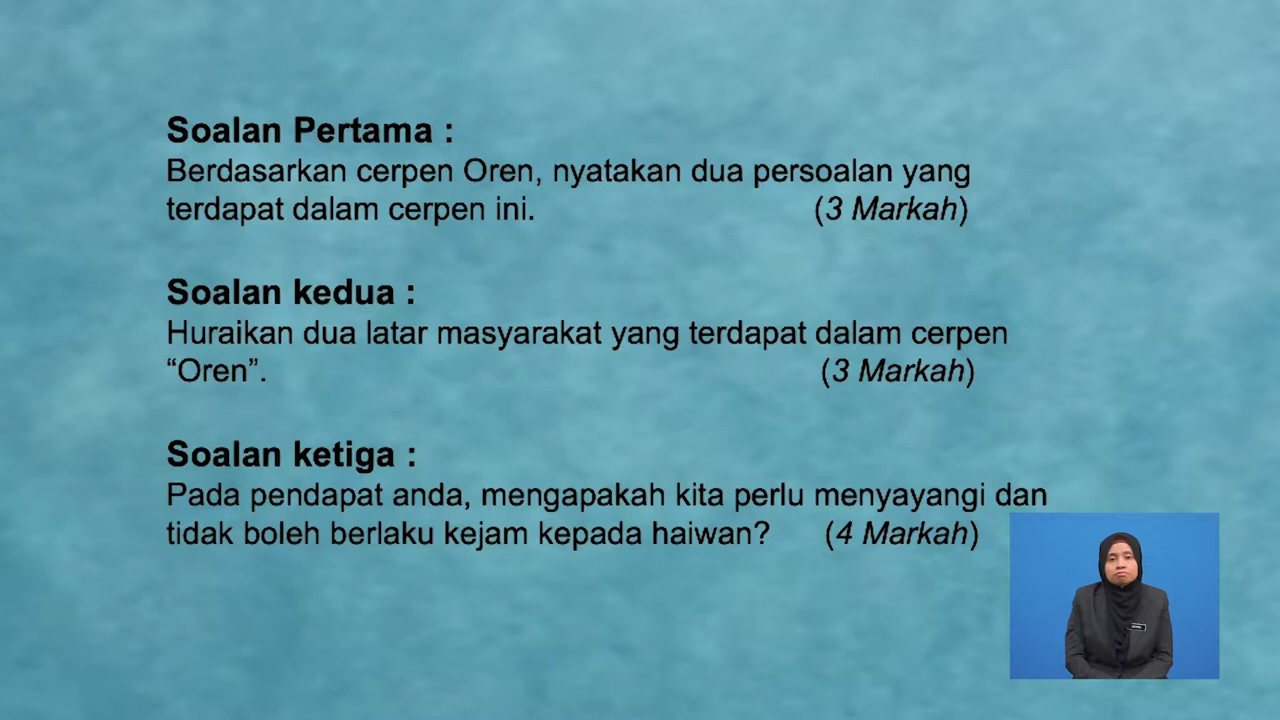 Soalan Pertama :
Berdasarkan cerpen Oren, nyatakan dua persoalan yang
terdapat dalam cerpen ini. (3 Markah)
Soalan kedua :
Huraikan dua latar masyarakat yang terdapat dalam cerpen
“Oren”. (3 Markah)
Soalan ketiga :
Pada pendapat anda, mengapakah kita perlu menyayangi dan
tidak boleh berlaku kejam kepada haiwan? (4 Markah)